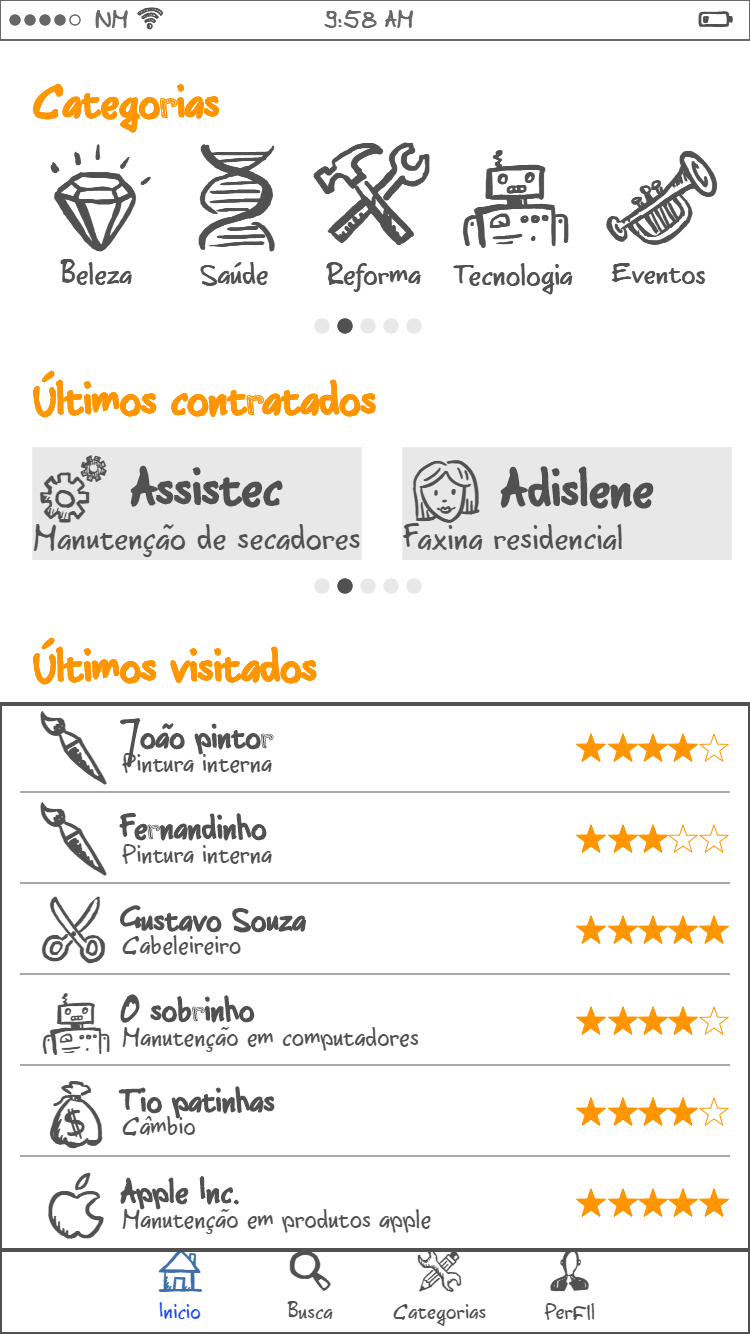 NM 9:58 AM
Categorias
Beleza Saúde Reforma Tecnologia Eventos
Últimos contratados
Assistec
Manutenção de secadores
Adislene
Faxina residencial
Últimos visitados
João pintor
Pintura interna
Fernandinho
Pintura interna
Gustavo Souza
Cabeleireiro
O sobrinho
Manutenção em computadores
$
Tio patinhas
Câmbio
Apple Inc.
Manutenção em produtos apple
Inicio Busca Categorias PerFIl